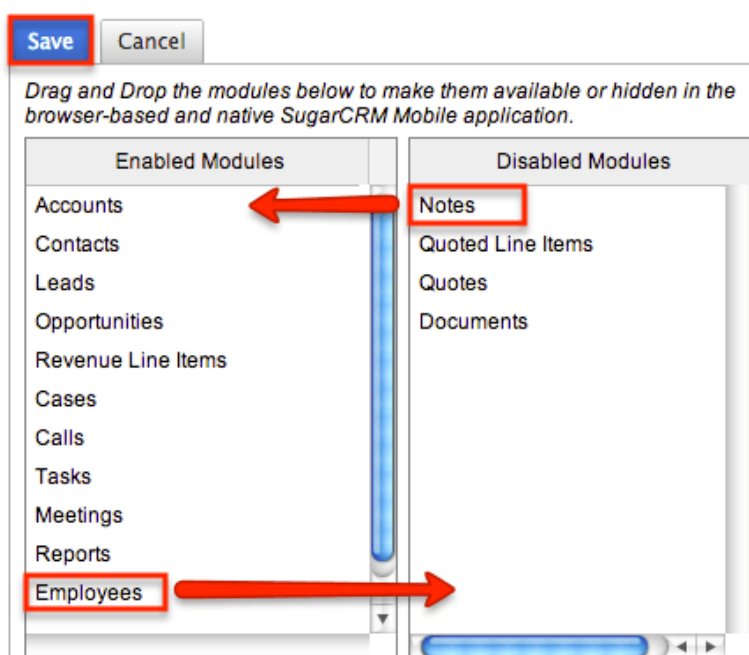 Save Cancel
Drag and Drop the modules below to make them available or hidden in the
browser-based and native SugarCRM Mobile application.
Enabled Modules
Accounts
Contacts
Leads
Opportunities
Revenue Line Items
Cases
Calls
Tasks
Meetings
Reports
Employees
Disabled Modules
Notes
Quoted Line Items
Quotes
Documents